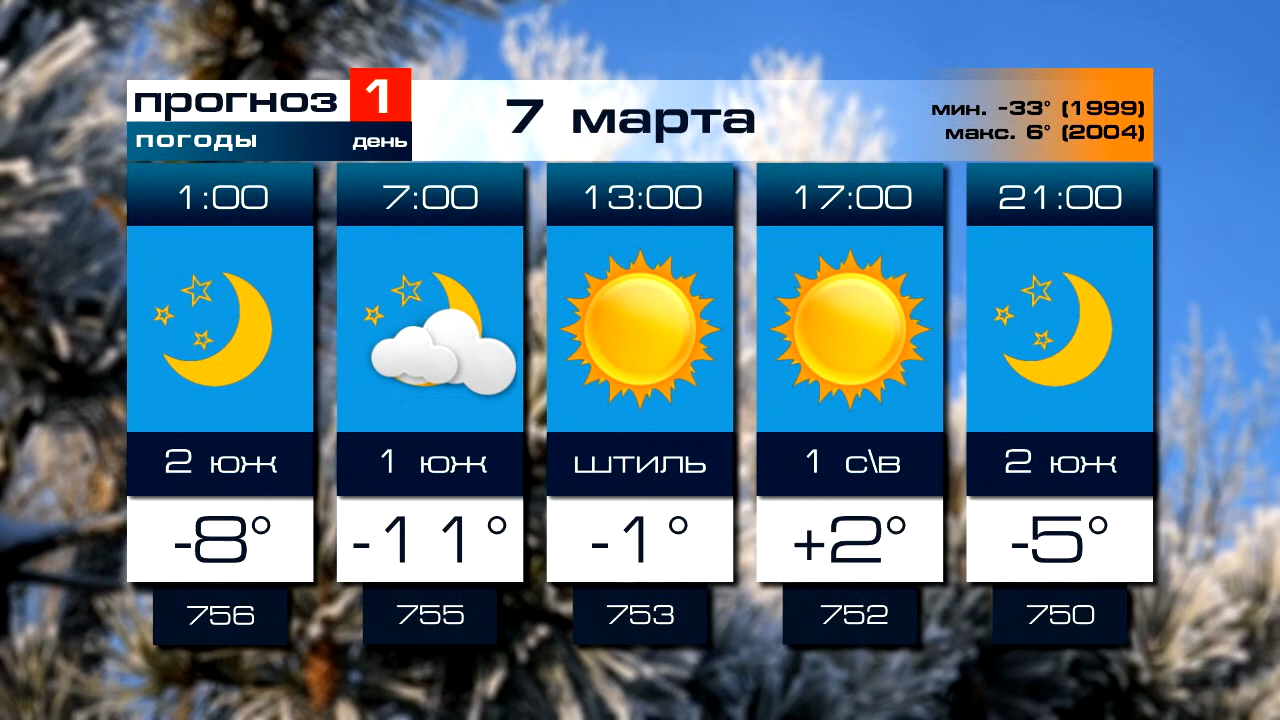 прогноз 1
погоды день
7 марта
мин. -33° (1999)
макс. 6° (2004)
1:00 7:00 13:00 17:00 21:00
2 юж 1 юж штиль 1 с\в 2 юж
-8° -11° -1° +2° -5°
756 755 753 752 750